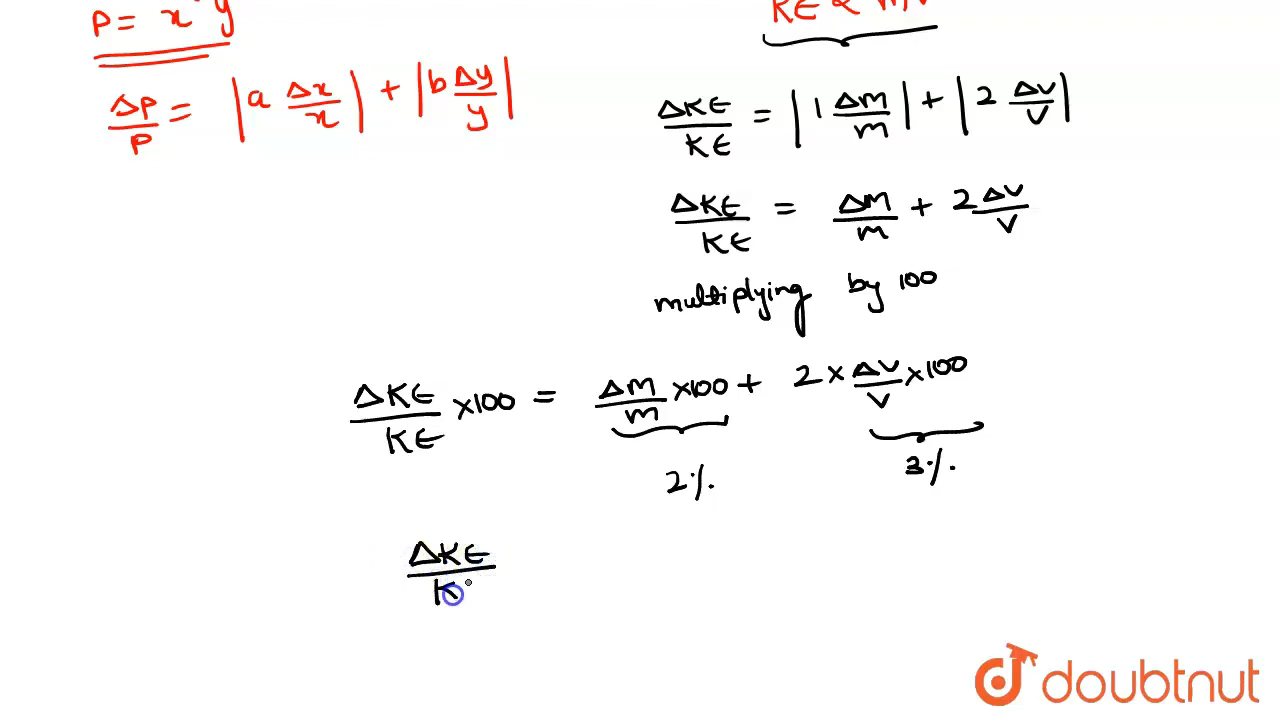 P = x y
ΔP/P = |a Δx/x| + |b Δy/y|
KE ∝
ΔKE/KE = |1 ΔM/m| + |2 ΔV/V|
ΔKE/KE = ΔM/m + 2ΔV/V
multiplying by 100
ΔKE/KE ×100 = ΔM/m ×100 + 2 × ΔV/V ×100
2% 3%
ΔKE/K
doubtnut